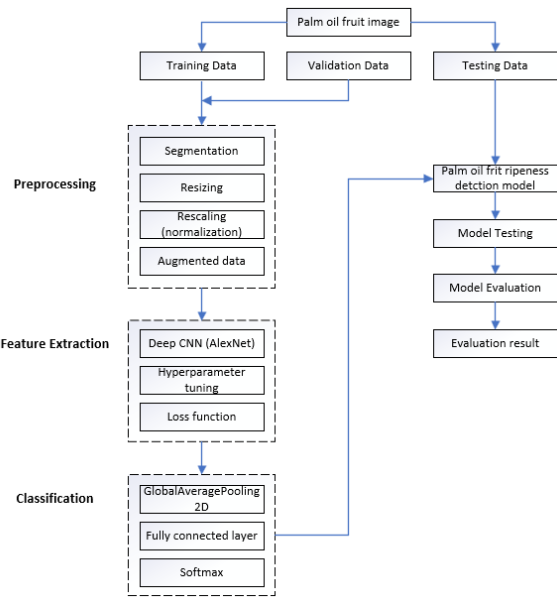 Palm oil fruit image
Training Data
Validation Data
Testing Data
Preprocessing
Segmentation
Resizing
Rescaling
(normalization)
Augmented data
Palm oil frit ripeness
detction model
Model Testing
Model Evaluation
Evaluation result
Feature Extraction
Deep CNN (AlexNet)
Hyperparameter
tuning
Loss function
Classification
GlobalAveragePooling
2D
Fully connected layer
Softmax